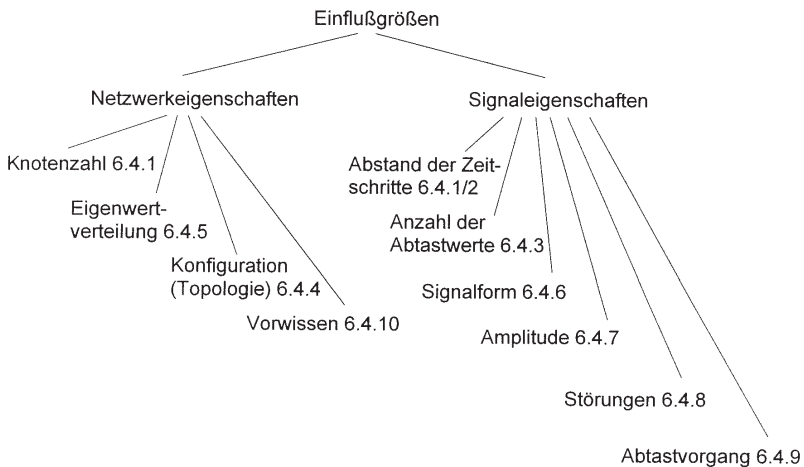 Einflußgrößen
Netzwerkeigenschaften
Knotenzahl 6.4.1
Eigenwert-
verteilung 6.4.5
Konfiguration
(Topologie) 6.4.4
Vorwissen 6.4.10
Signaleigenschaften
Abstand der Zeit-
schritte 6.4.1/2
Anzahl der
Abtastwerte 6.4.3
Signalform 6.4.6
Amplitude 6.4.7
Störungen 6.4.8
Abtastvorgang 6.4.9